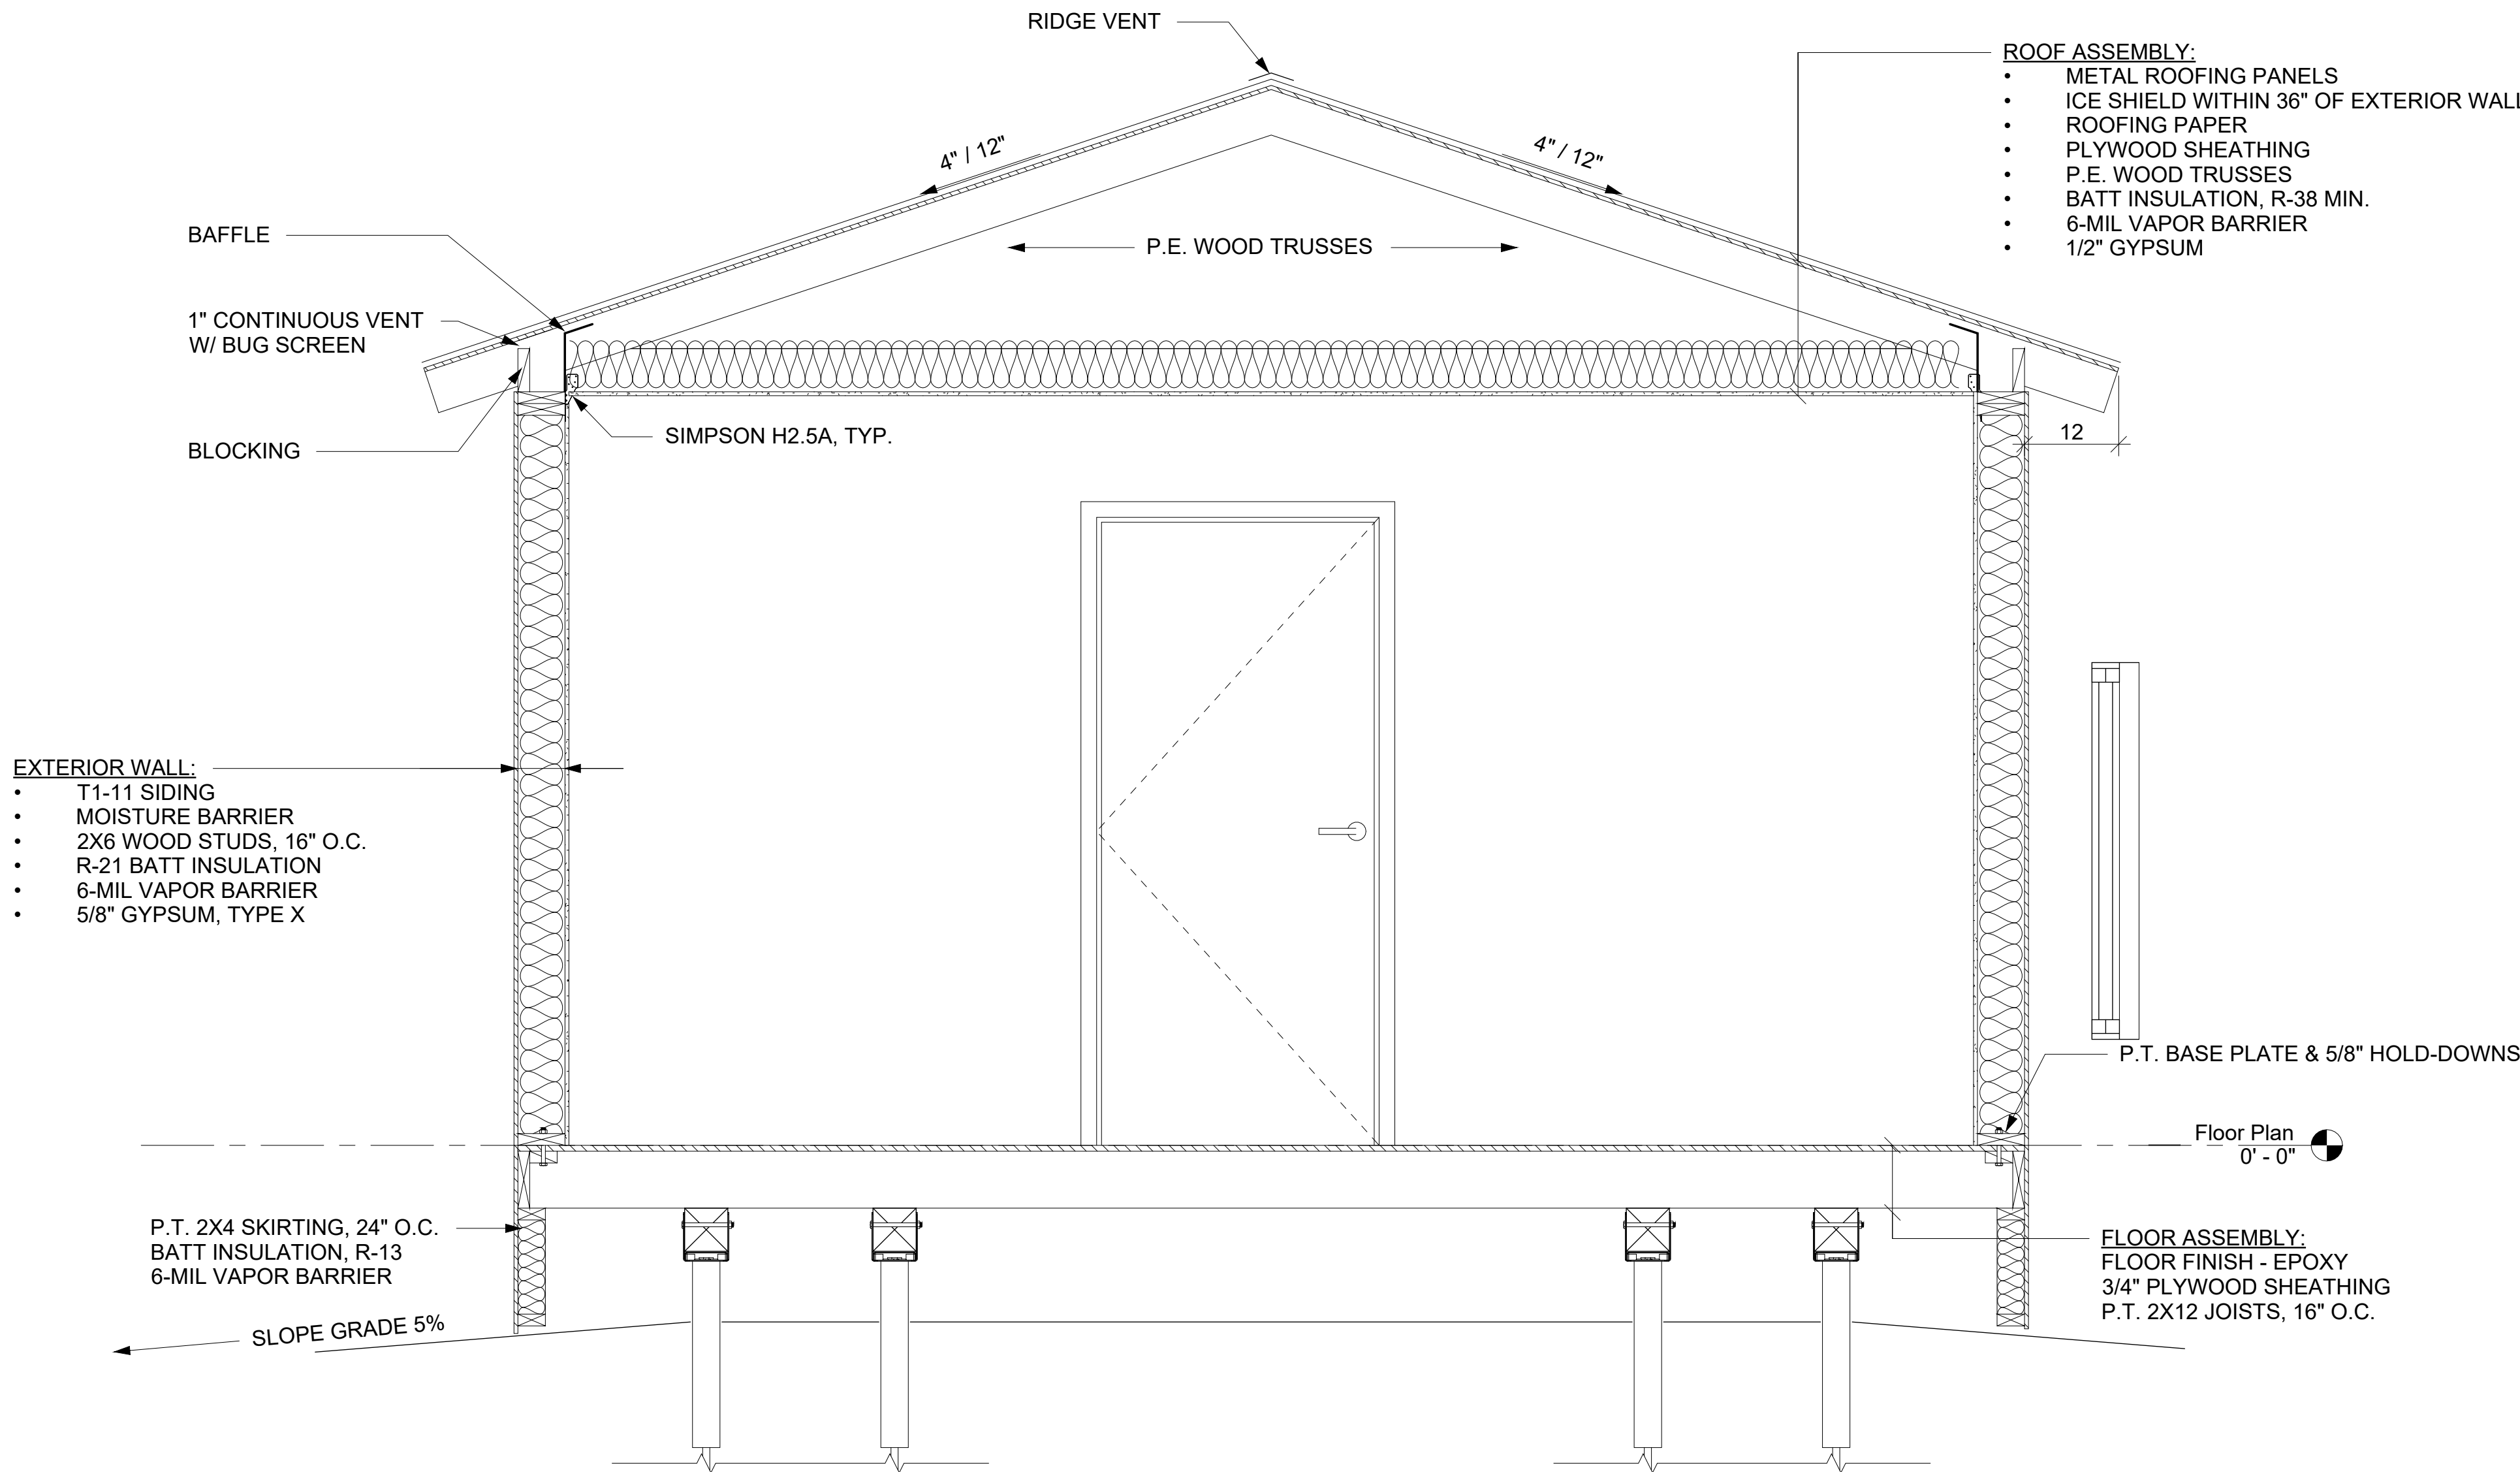 RIDGE VENT
ROOF ASSEMBLY:
• METAL ROOFING PANELS
• ICE SHIELD WITHIN 36" OF EXTERIOR WALL
• ROOFING PAPER
• PLYWOOD SHEATHING
• P.E. WOOD TRUSSES
• BATT INSULATION, R-38 MIN.
• 6-MIL VAPOR BARRIER
• 1/2" GYPSUM
4" / 12"
4" / 12"
BAFFLE
P.E. WOOD TRUSSES
1" CONTINUOUS VENT
W/ BUG SCREEN
BLOCKING
SIMPSON H2.5A, TYP.
12
EXTERIOR WALL:
• T1-11 SIDING
• MOISTURE BARRIER
• 2X6 WOOD STUDS, 16" O.C.
• R-21 BATT INSULATION
• 6-MIL VAPOR BARRIER
• 5/8" GYPSUM, TYPE X
P.T. BASE PLATE & 5/8" HOLD-DOWNS
Floor Plan
0' - 0"
P.T. 2X4 SKIRTING, 24" O.C.
BATT INSULATION, R-13
6-MIL VAPOR BARRIER
FLOOR ASSEMBLY:
FLOOR FINISH - EPOXY
3/4" PLYWOOD SHEATHING
P.T. 2X12 JOISTS, 16" O.C.
SLOPE GRADE 5%